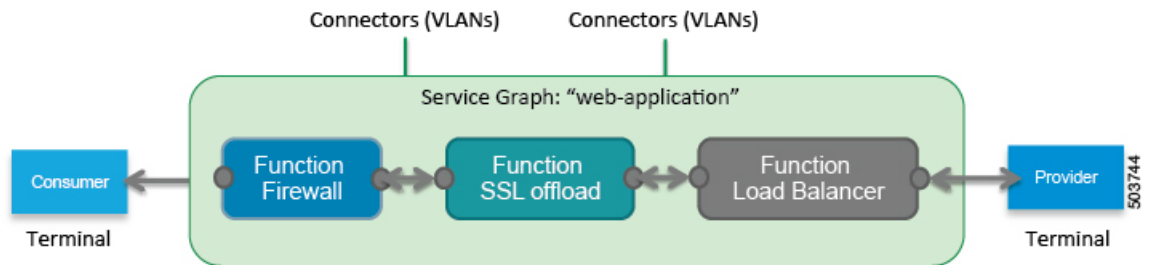 Connectors (VLANs) Connectors (VLANs)
Service Graph: “web-application”
Function
Firewall
Function
SSL offload
Function
Load Balancer
Consumer
Terminal
Provider
Terminal
503744